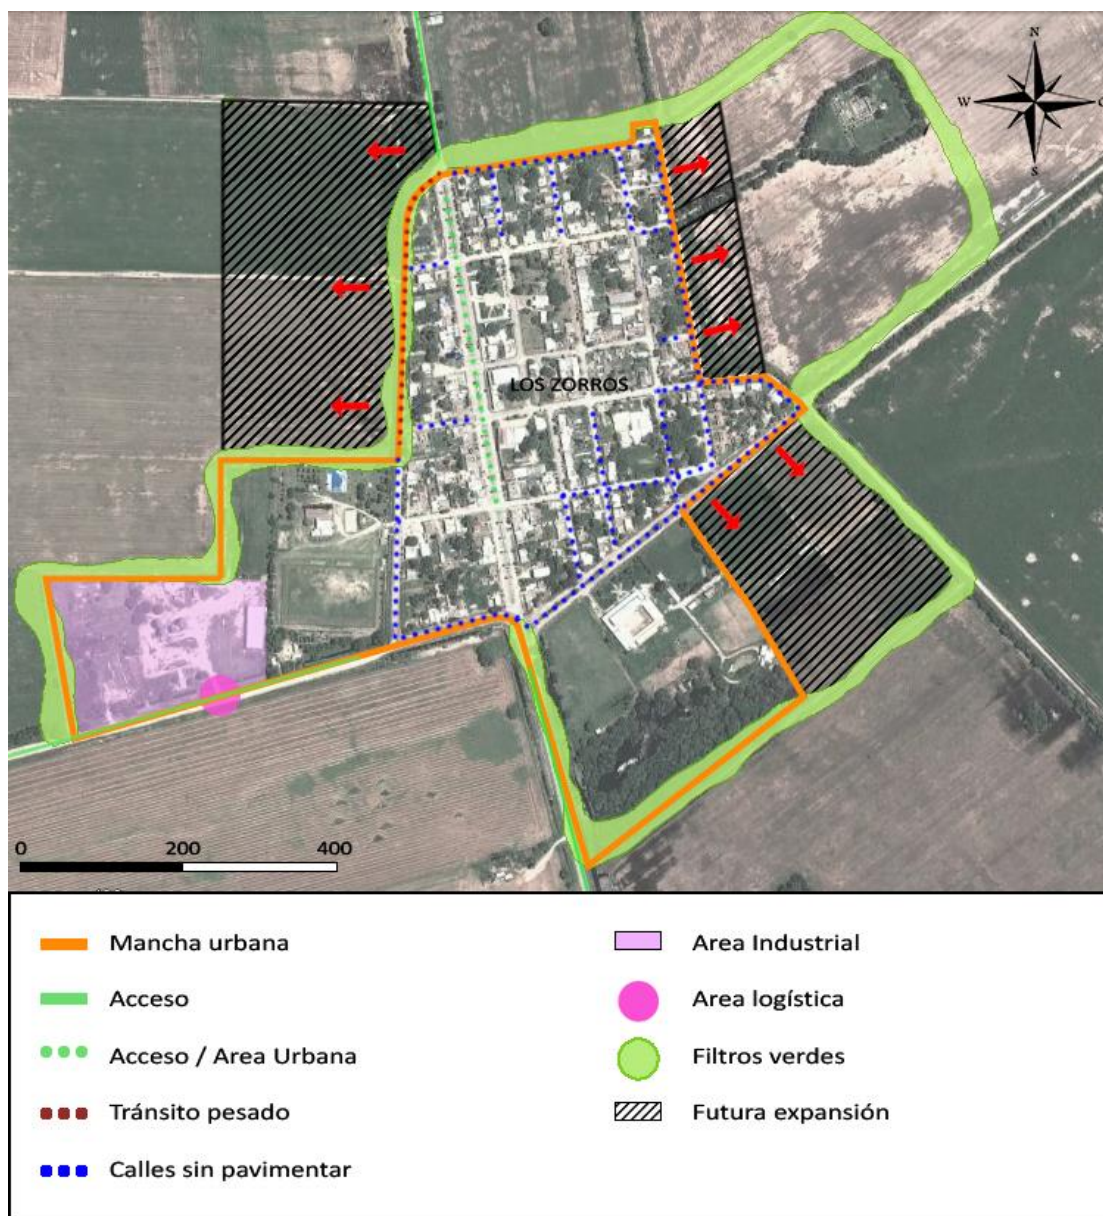 N
W
O
S
LOS ZORROS
0 200 400
Mancha urbana
Acceso
Acceso / Area Urbana
Tránsito pesado
Calles sin pavimentar
Area Industrial
Area logística
Filtros verdes
Futura expansión